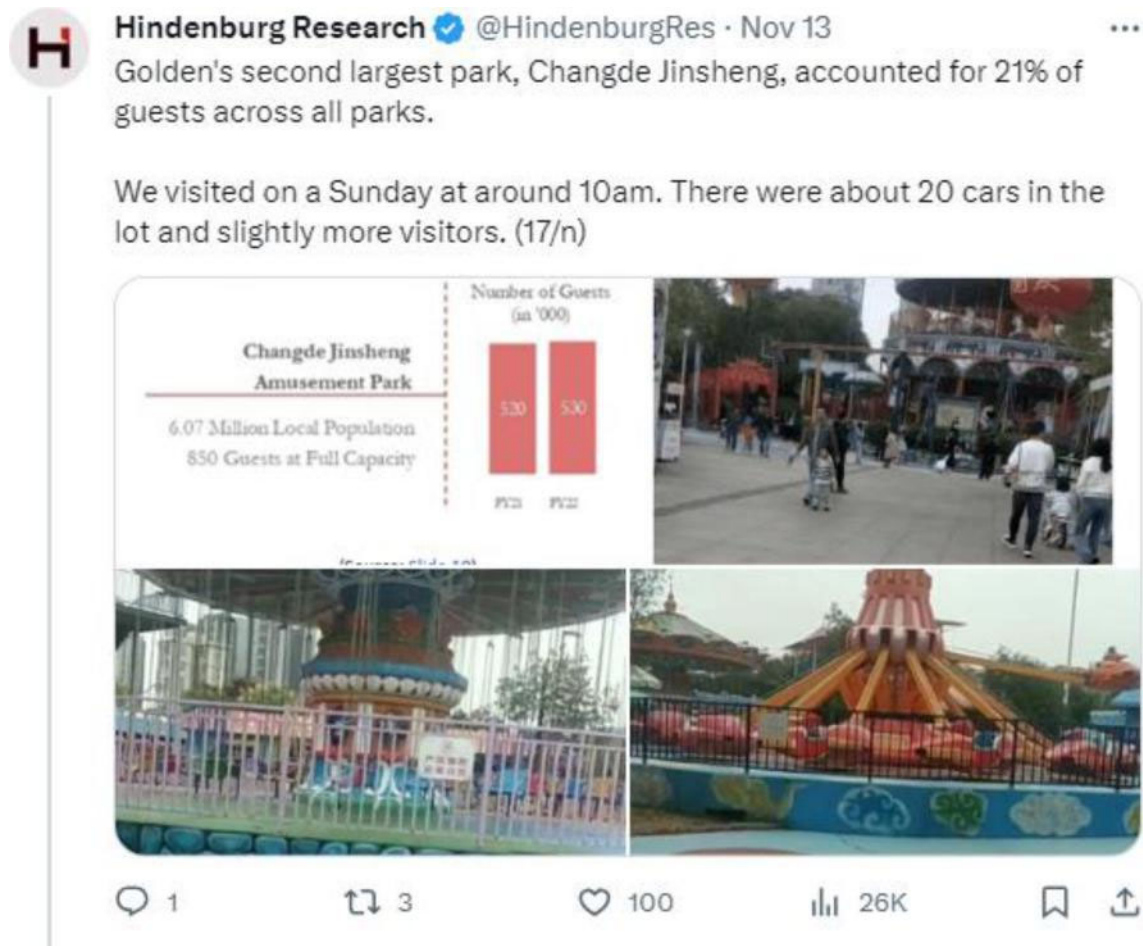 Hindenburg Research @HindenburgRes · Nov 13
Golden's second largest park, Changde Jinsheng, accounted for 21% of
guests across all parks.
We visited on a Sunday at around 10am. There were about 20 cars in the
lot and slightly more visitors. (17/n)
Number of Guests
(in '000)
Changde Jinsheng
Amusement Park
6.07 Million Local Population
850 Guests at Full Capacity
520
530
FY21
FY22
1
3
100
26K